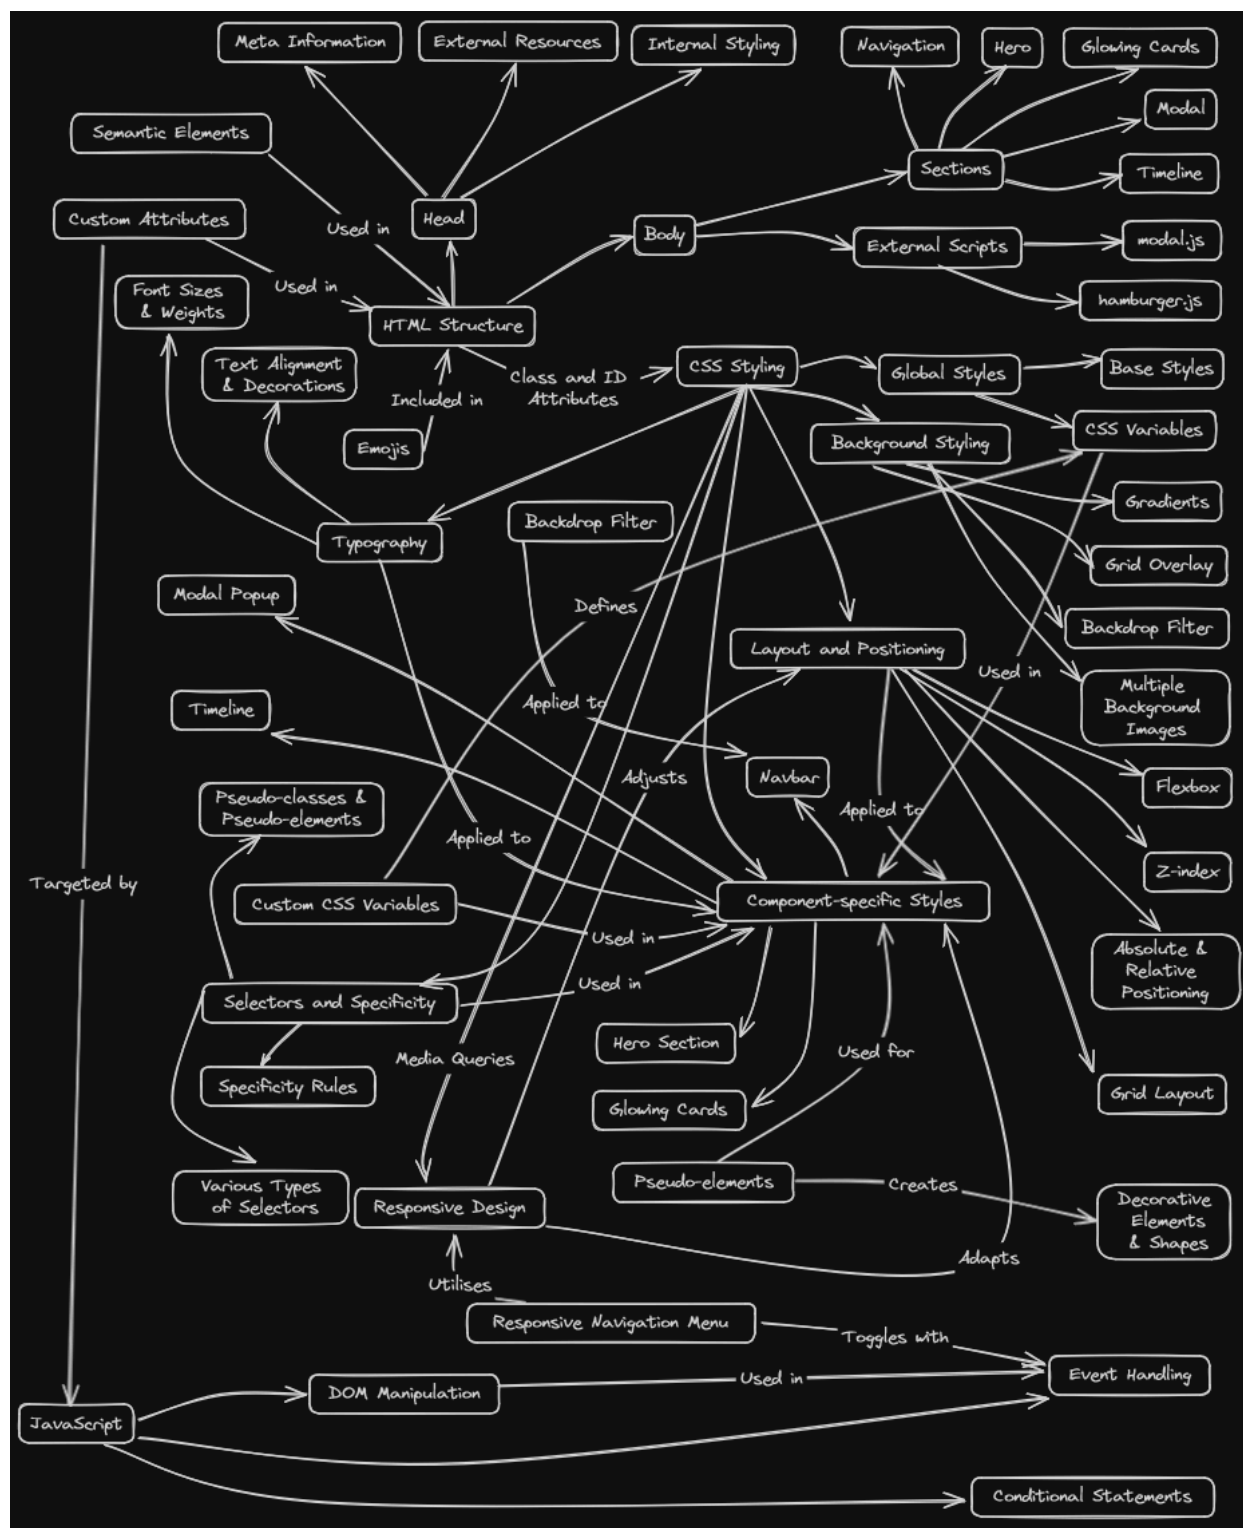 Meta Information
External Resources
Internal Styling
Navigation
Hero
Glowing Cards
Modal
Semantic Elements
Sections
Timeline
Custom Attributes
Head
Used in
Body
External Scripts
modal.js
Used in
Font Sizes
& Weights
hamburger.js
HTML Structure
Text Alignment
& Decorations
Class and ID
Attributes
CSS Styling
Global Styles
Base Styles
Included in
Emojis
Background Styling
CSS Variables
Gradients
Typography
Backdrop Filter
Grid Overlay
Modal Popup
Defines
Backdrop Filter
Layout and Positioning
Used in
Multiple
Background
Images
Timeline
Applied to
Adjusts
Navbar
Flexbox
Pseudo-classes &
Pseudo-elements
Applied to
Applied to
Z-index
Targeted by
Custom CSS Variables
Component-specific Styles
Used in
Absolute &
Relative
Positioning
Used in
Selectors and Specificity
Hero Section
Used for
Media Queries
Specificity Rules
Glowing Cards
Grid Layout
Various Types
of Selectors
Responsive Design
Pseudo-elements
Creates
Decorative
Elements
& Shapes
Adapts
Utilises
Responsive Navigation Menu
Toggles with
Event Handling
DOM Manipulation
Used in
JavaScript
Conditional Statements